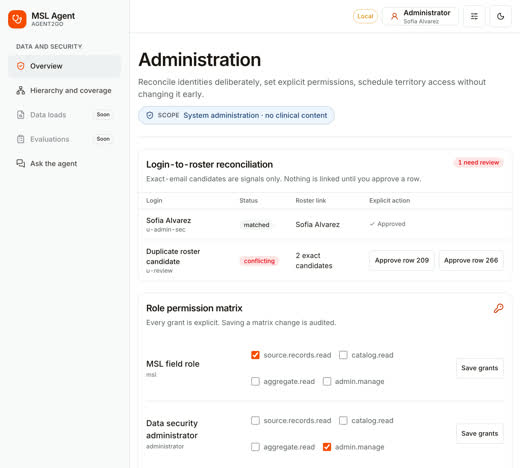 MSL Agent
AGENT2GO
DATA AND SECURITY
Overview
Hierarchy and coverage
Data loads
Soon
Evaluations
Soon
Ask the agent
Local
Administrator
Sofia Alvarez
Administration
Reconcile identities deliberately, set explicit permissions, schedule territory access without
changing it early.
SCOPE System administration · no clinical content
Login-to-roster reconciliation
1 need review
Exact-email candidates are signals only. Nothing is linked until you approve a row.
Login Status Roster link Explicit action
Sofia Alvarez
u-admin-sec
matched
Sofia Alvarez
✓ Approved
Duplicate roster
candidate
u-review
conflicting
2 exact
candidates
Approve row 209
Approve row 266
Role permission matrix
Every grant is explicit. Saving a matrix change is audited.
MSL field role
msl
source.records.read catalog.read
aggregate.read admin.manage
Save grants
Data security
administrator
administrator
source.records.read catalog.read
aggregate.read admin.manage
Save grants